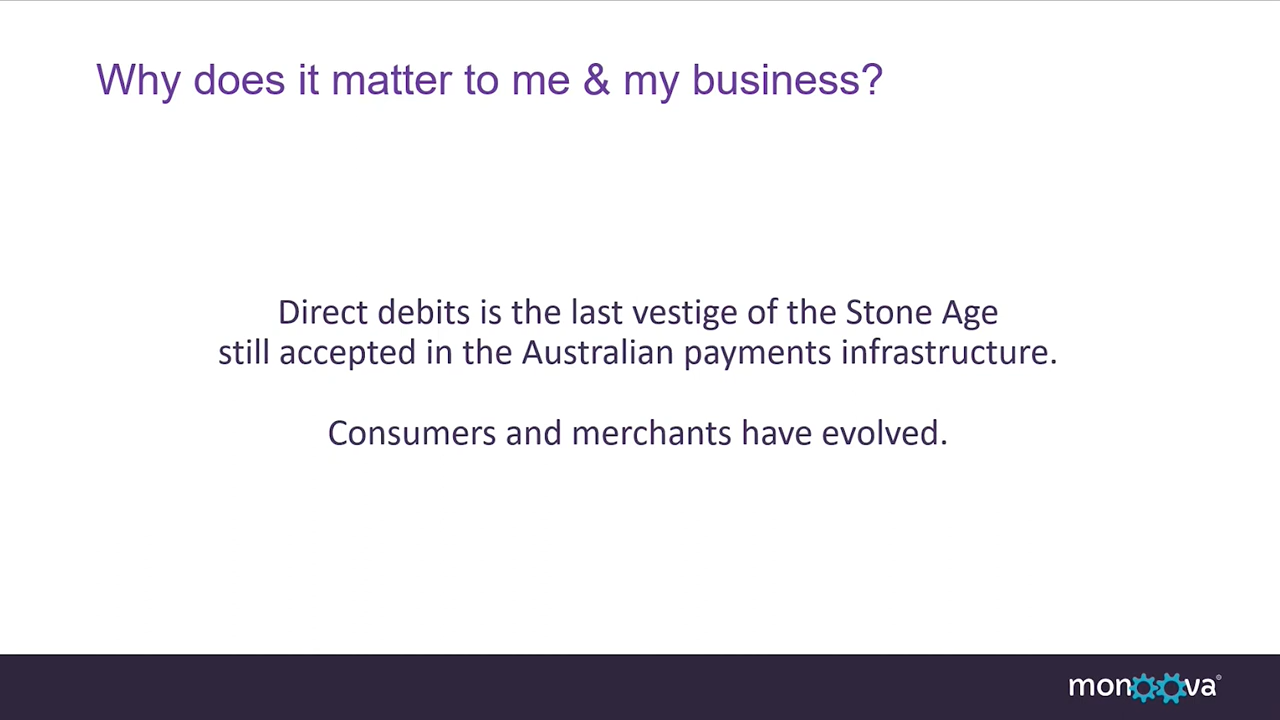 Why does it matter to me & my business?
Direct debits is the last vestige of the Stone Age
still accepted in the Australian payments infrastructure.
Consumers and merchants have evolved.
monoova®